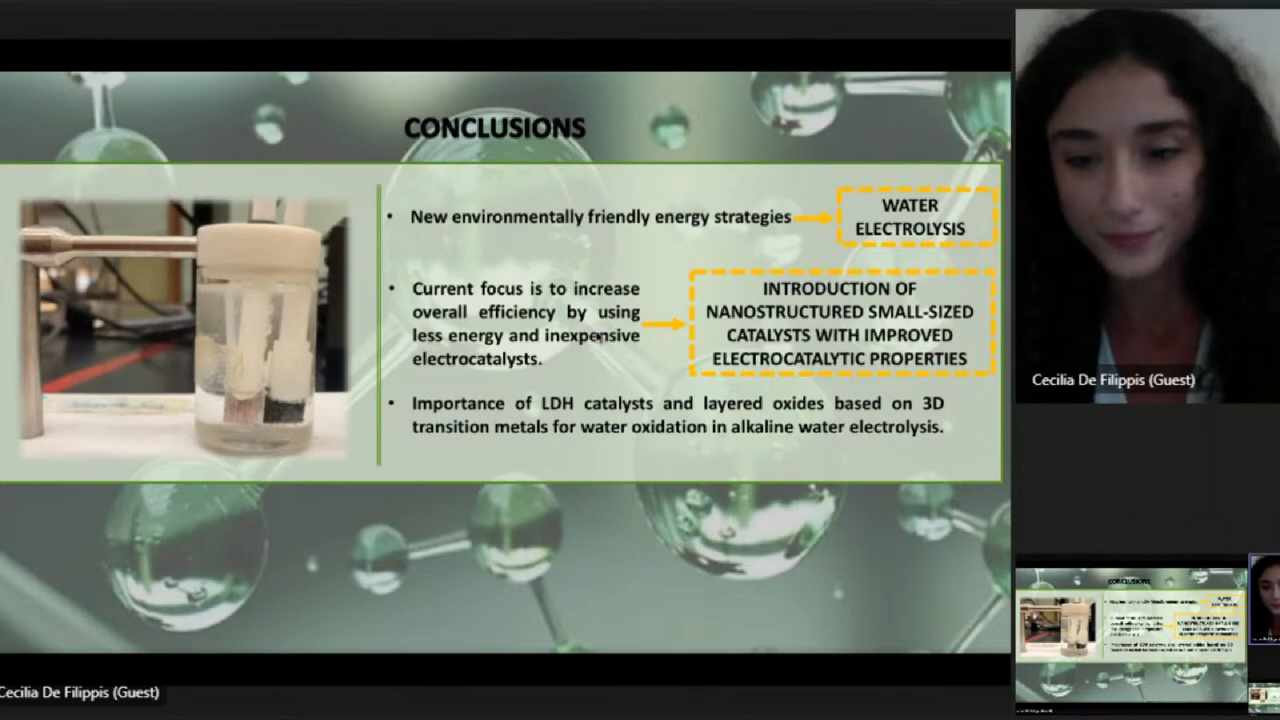 CONCLUSIONS
• New environmentally friendly energy strategies
WATER
ELECTROLYSIS
• Current focus is to increase
overall efficiency by using
less energy and inexpensive
electrocatalysts.
INTRODUCTION OF
NANOSTRUCTURED SMALL-SIZED
CATALYSTS WITH IMPROVED
ELECTROCATALYTIC PROPERTIES
• Importance of LDH catalysts and layered oxides based on 3D
transition metals for water oxidation in alkaline water electrolysis.
Cecilia De Filippis (Guest)
Cecilia De Filippis (Guest)
CONCLUSIONS